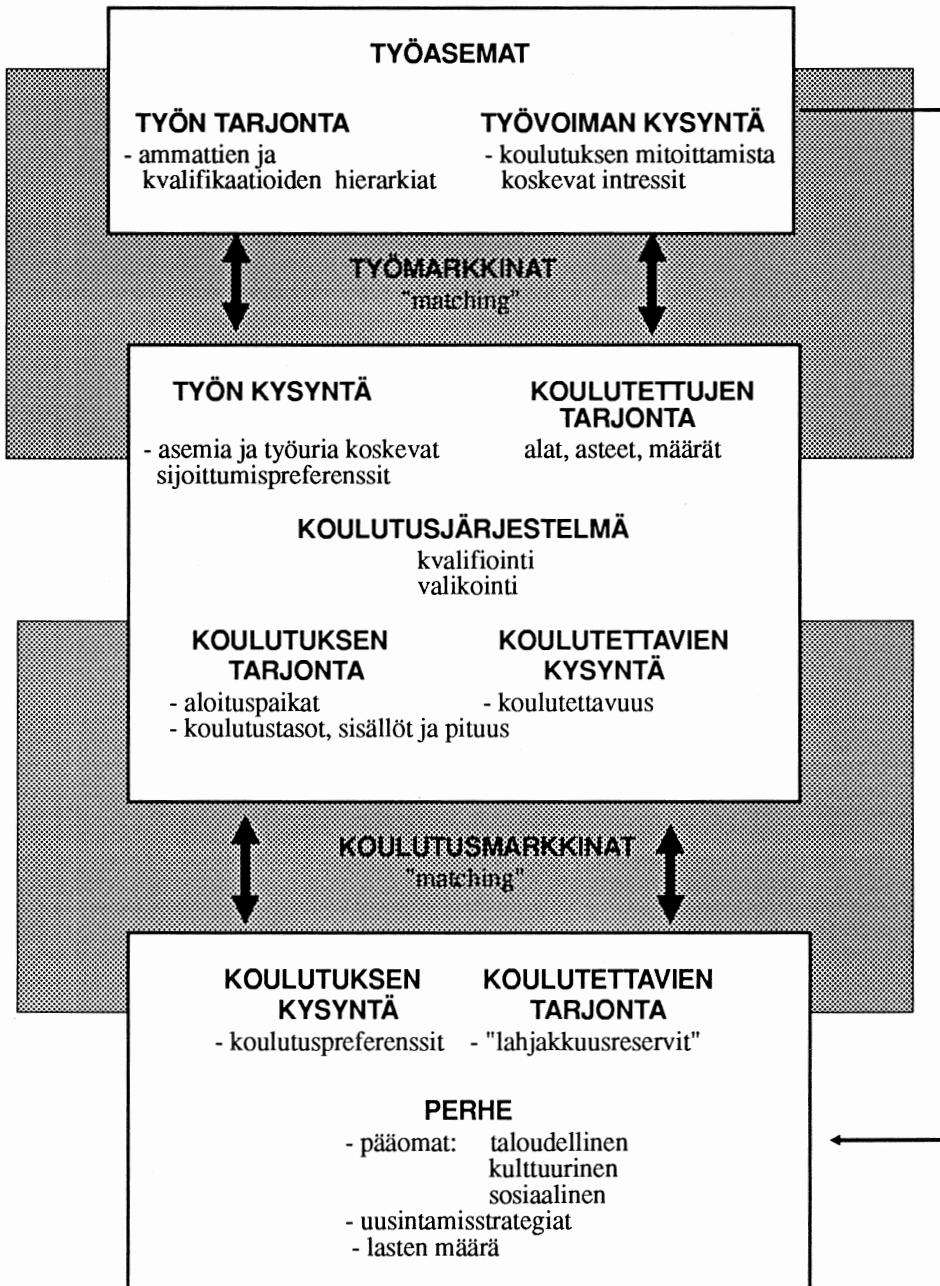 TYÖASEMAT
TYÖN TARJONTA
- ammattien ja
kvalifikaatioiden hierarkiat
TYÖVOIMAN KYSYNTÄ
- koulutuksen mitoittamista
koskevat intressit
TYÖMARKKINAT
"matching"
TYÖN KYSYNTÄ
- asemia ja työuria koskevat
sijoittumispreferenssit
KOULUTETTUJEN
TARJONTA
alat, asteet, määrät
KOULUTUSJÄRJESTELMÄ
kvalifiointi
valikointi
KOULUTUKSEN
TARJONTA
- aloituspaikat
- koulutustasot, sisällöt ja pituus
KOULUTETTAVIEN
KYSYNTÄ
- koulutettavuus
KOULUTUSMARKKINAT
"matching"
KOULUTUKSEN
KYSYNTÄ
- koulutuspreferenssit
KOULUTETTAVIEN
TARJONTA
- "lahjakkuusreservit"
PERHE
- pääomat: taloudellinen
kulttuurinen
sosiaalinen
- uusintamisstrategiat
- lasten määrä